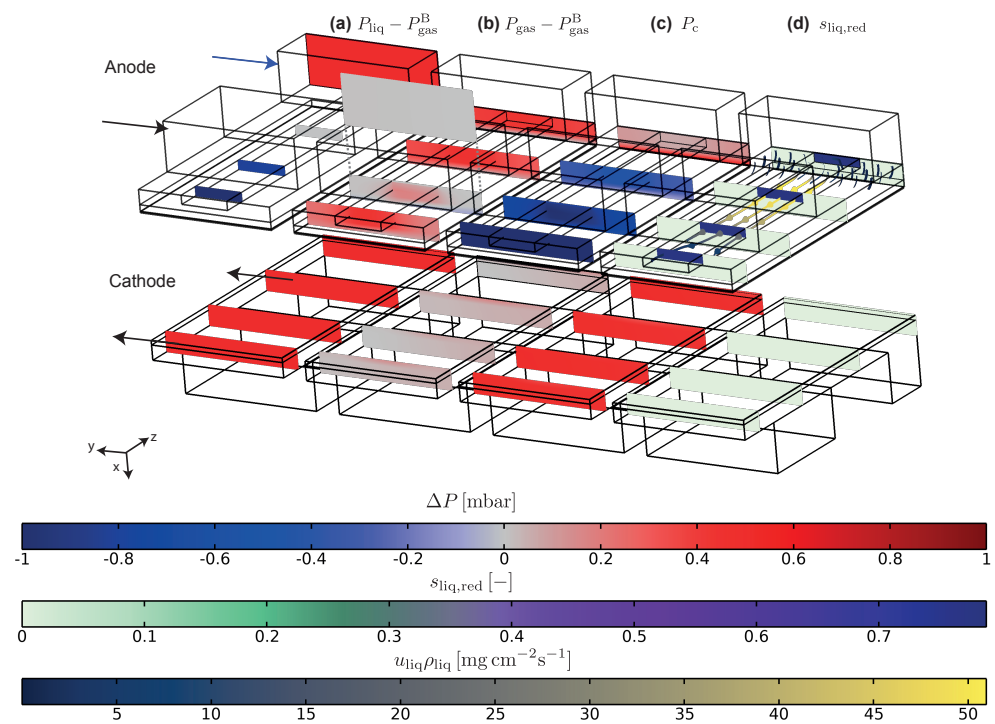 (a) P_liq − P^B_gas (b) P_gas − P^B_gas (c) P_c (d) s_liq,red
Anode
Cathode
y z
x
ΔP [mbar]
-1 -0.8 -0.6 -0.4 -0.2 0 0.2 0.4 0.6 0.8 1
s_liq,red [−]
0 0.1 0.2 0.3 0.4 0.5 0.6 0.7
u_liq ρ_liq [mg cm⁻² s⁻¹]
5 10 15 20 25 30 35 40 45 50